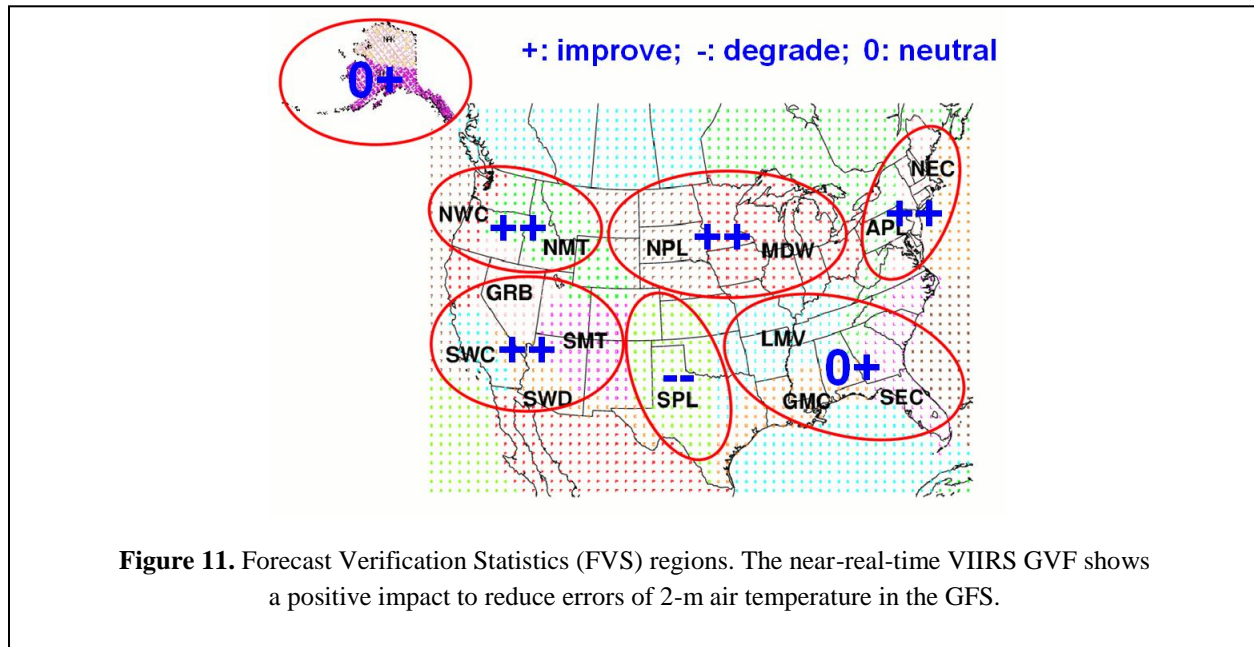 +: improve; -: degrade; 0: neutral
NAK
0+
NEC
NWC
++
++
APL
NMT
NPL
++
MDW
GRB
SWC
++
SMT
LMV
0+
--
SWD
SPL
GMC
SEC
Figure 11. Forecast Verification Statistics (FVS) regions. The near-real-time VIIRS GVF shows
a positive impact to reduce errors of 2-m air temperature in the GFS.